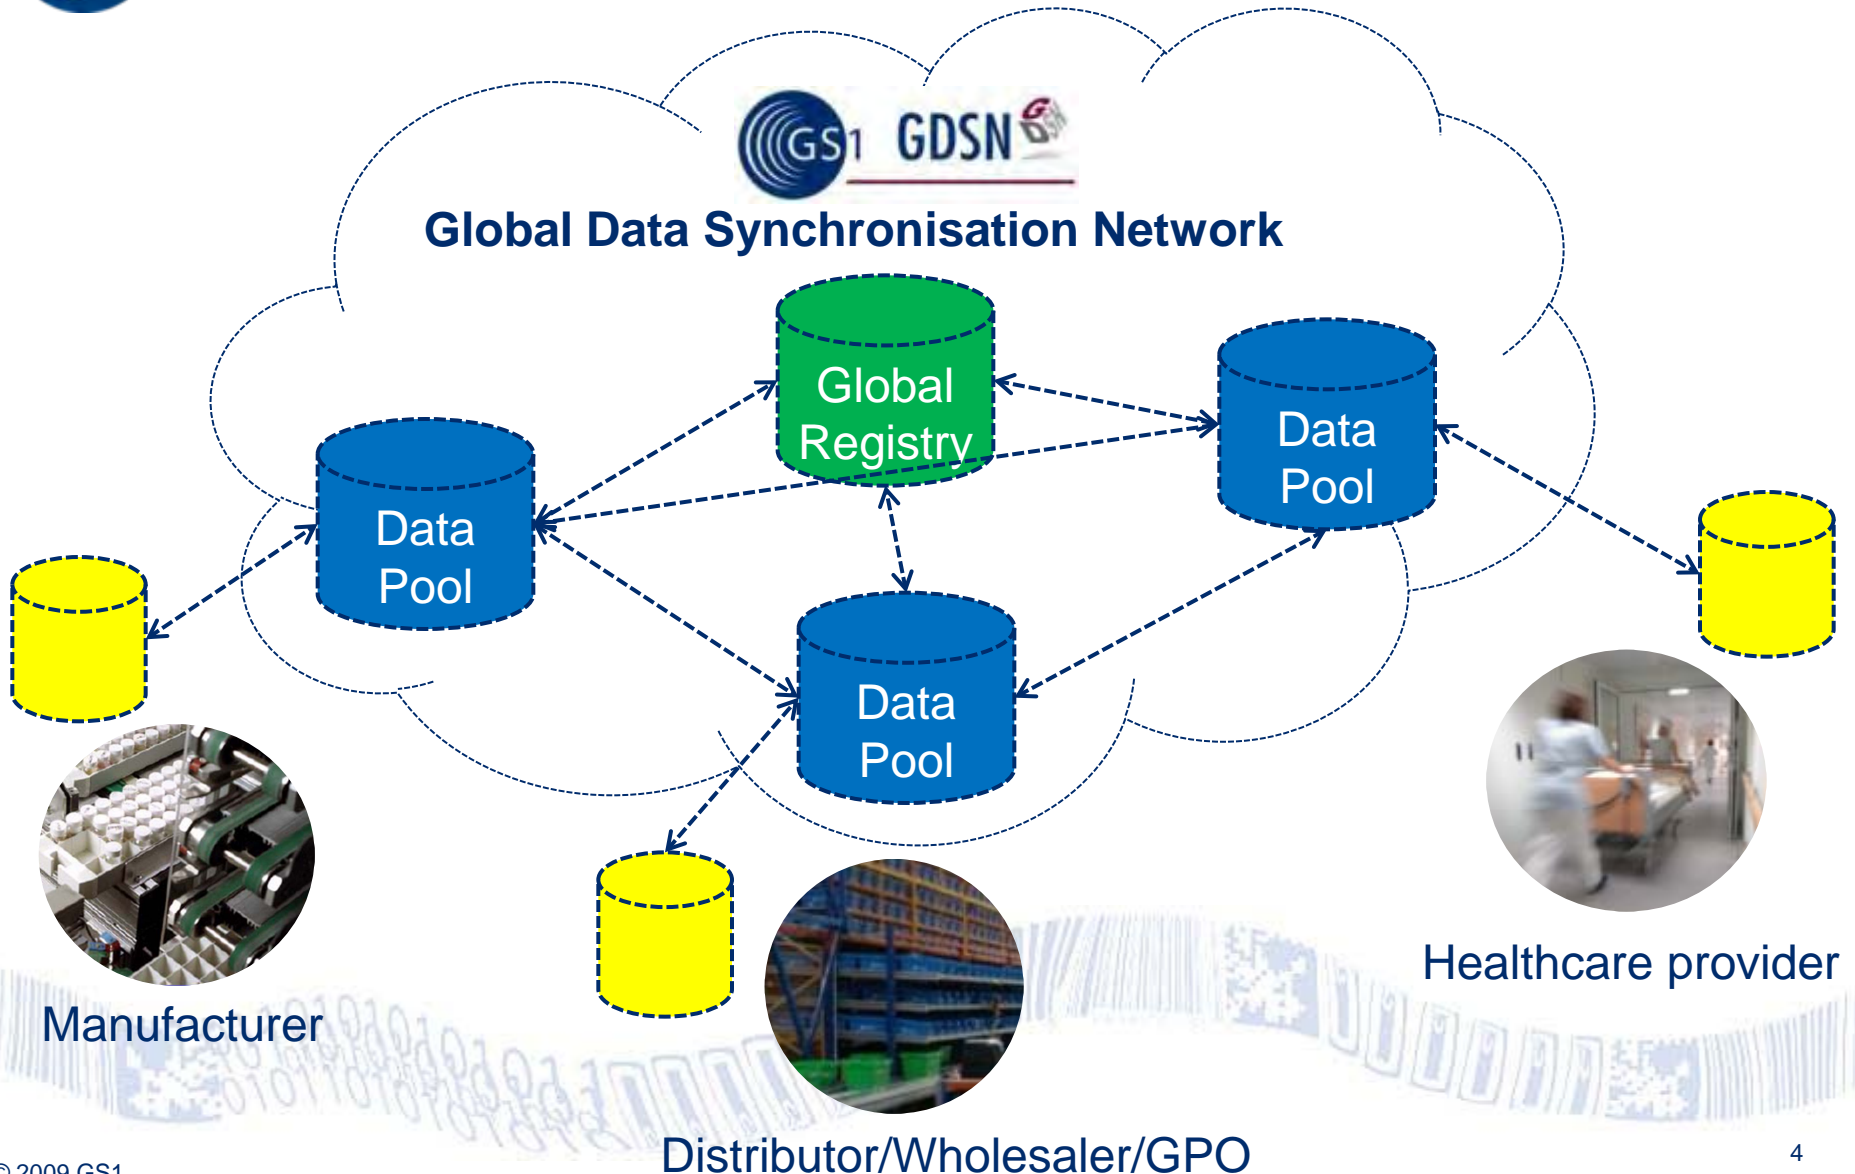 GS1 GDSN
Global Data Synchronisation Network
Global
Registry
Data
Pool
Data
Pool
Data
Pool
Healthcare provider
Manufacturer
Distributor/Wholesaler/GPO
4
© 2009 GS1